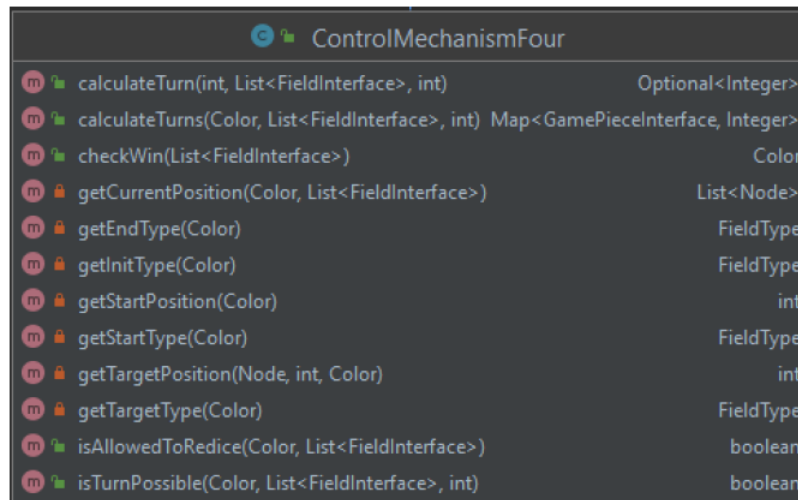 C ControlMechanismFour
m calculateTurn(int, List<FieldInterface>, int) Optional<Integer>
m calculateTurns(Color, List<FieldInterface>, int) Map<GamePieceInterface, Integer>
m checkWin(List<FieldInterface>) Color
m getCurrentPosition(Color, List<FieldInterface>) List<Node>
m getEndType(Color) FieldType
m getInitType(Color) FieldType
m getStartPosition(Color) int
m getStartType(Color) FieldType
m getTargetPosition(Node, int, Color) int
m getTargetType(Color) FieldType
m isAllowedToRedice(Color, List<FieldInterface>) boolean
m isTurnPossible(Color, List<FieldInterface>, int) boolean